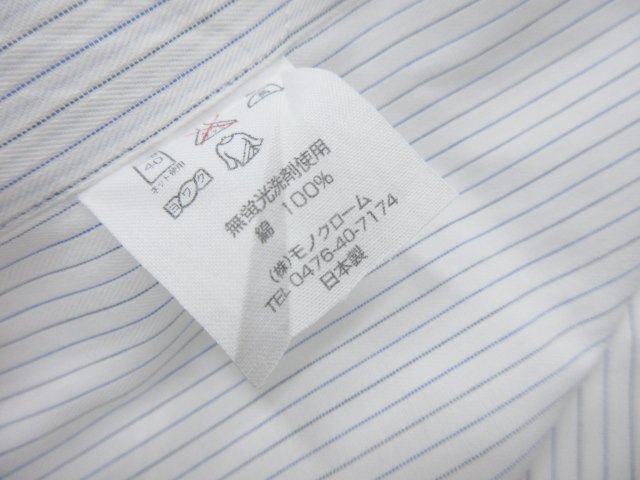 40
ネット使用
ヨワク
無蛍光洗剤使用
綿 100%
(株)モノクローム
TEL 0476-40-7174
日本製